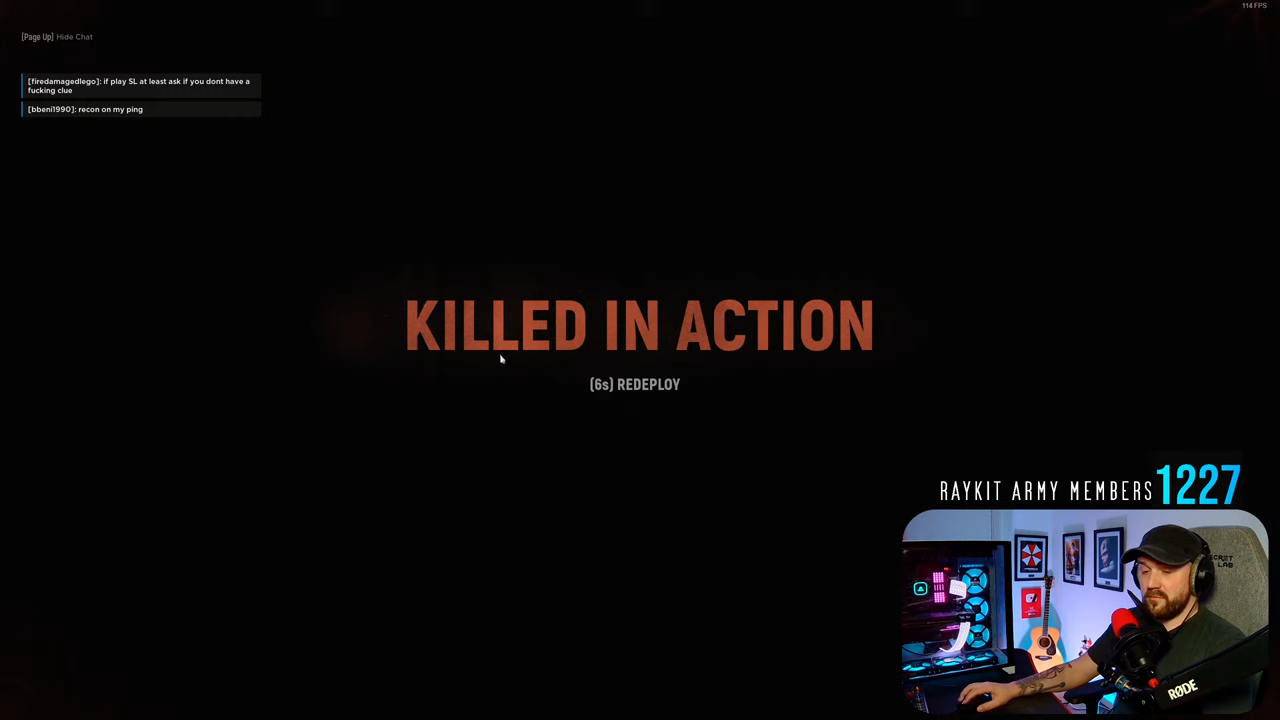 114 FPS
[Page Up] Hide Chat
[firedamagedlego]: if play SL at least ask if you dont have a
fucking clue
[bbeni1990]: recon on my ping
KILLED IN ACTION
(6s) REDEPLOY
RAYKIT ARMY MEMBERS 1227
LAB
RØDE